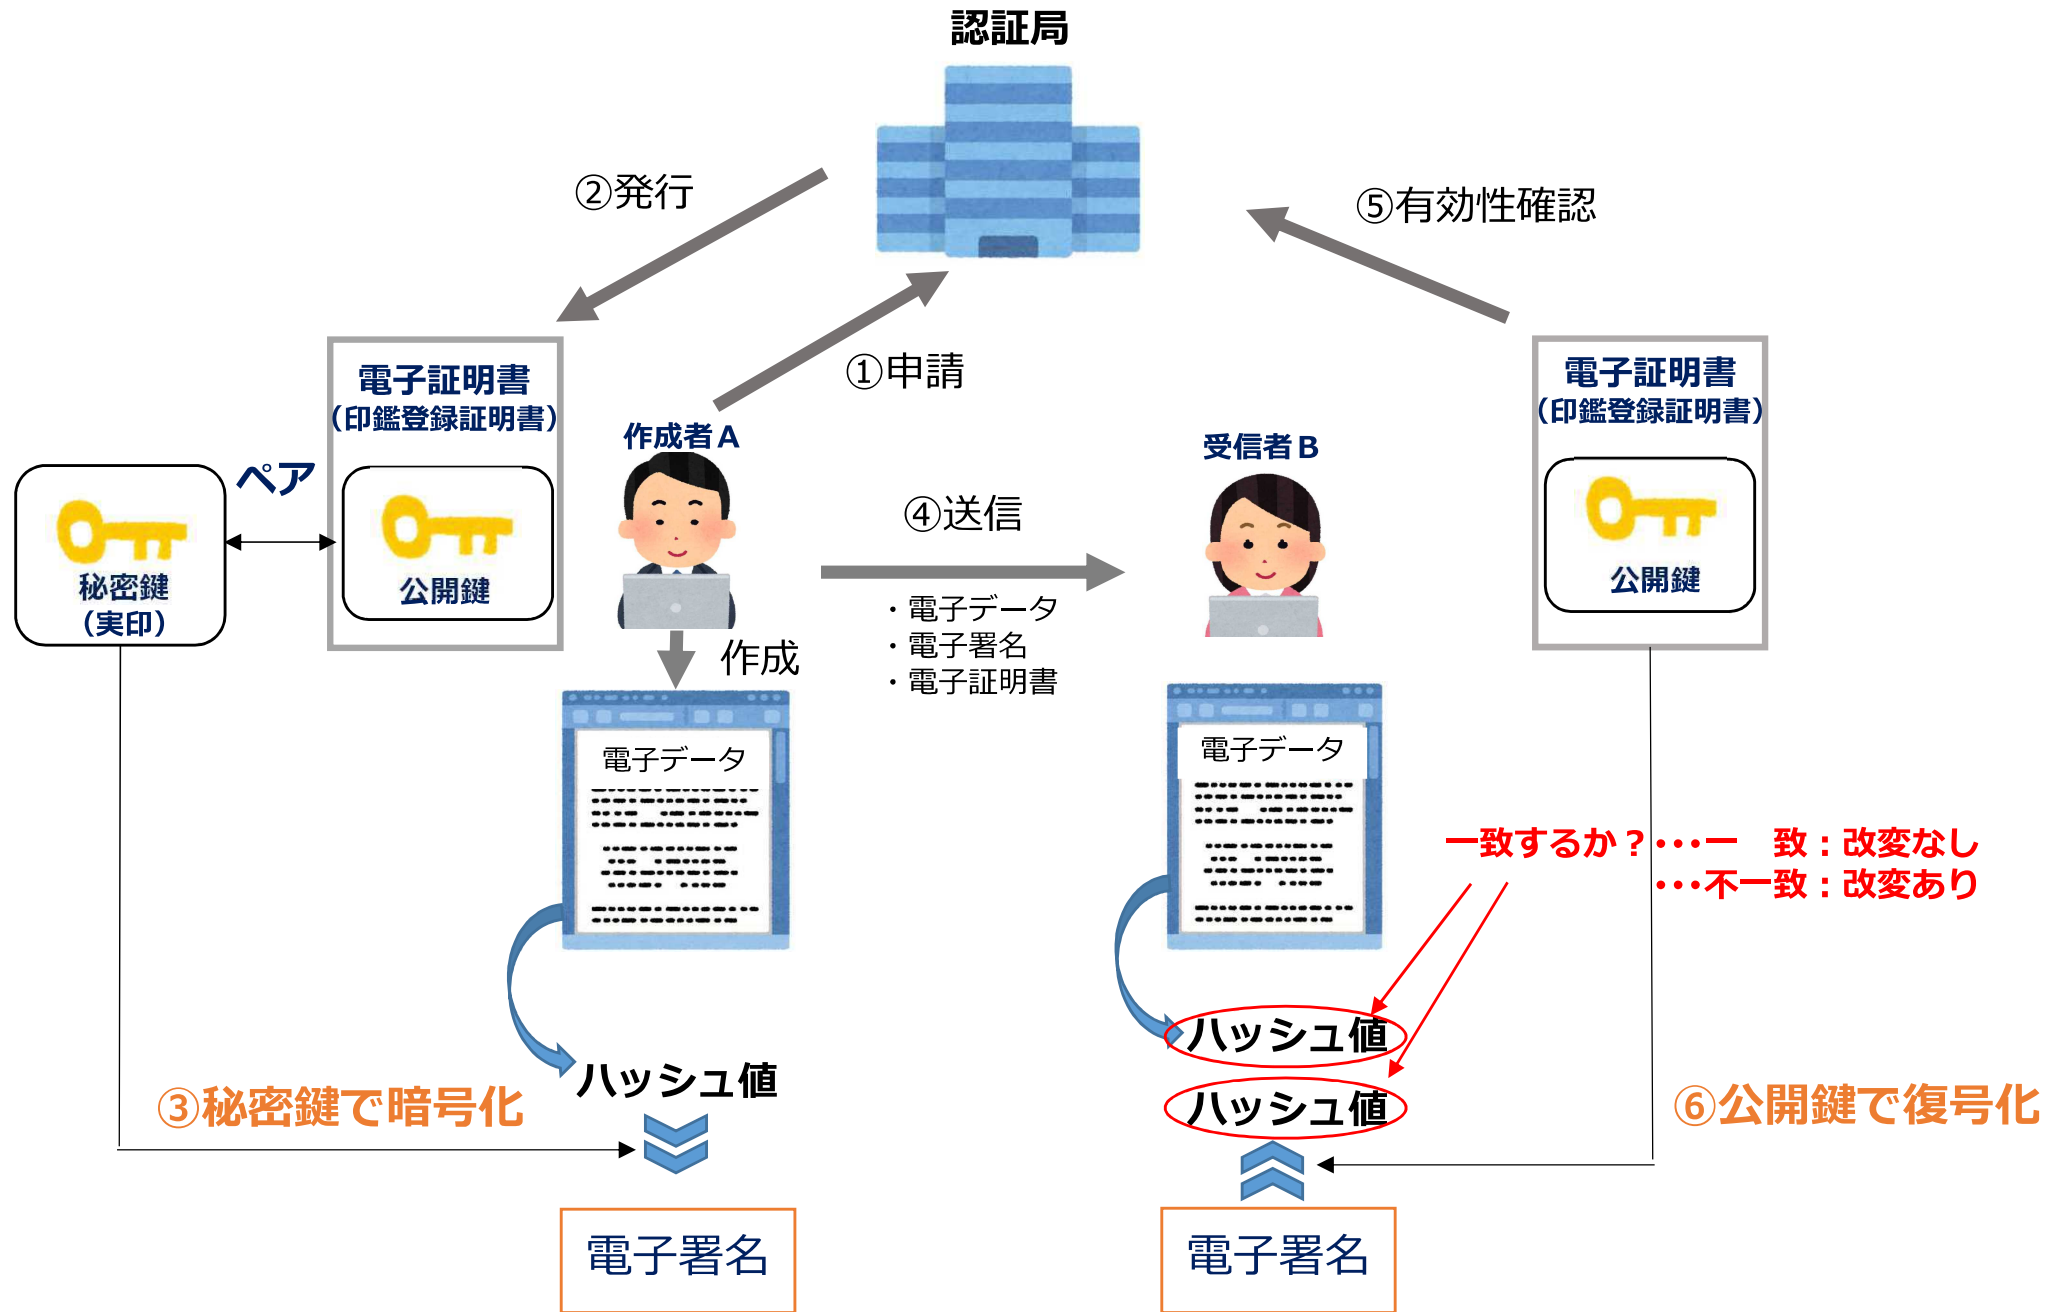 認証局
②発行
⑤有効性確認
①申請
電子証明書
（印鑑登録証明書）
ペア
秘密鍵
（実印）
公開鍵
作成者A
作成
④送信
・電子データ
・電子署名
・電子証明書
受信者B
電子証明書
（印鑑登録証明書）
公開鍵
電子データ
電子データ
一致するか？・・・一　致：改変なし
・・・不一致：改変あり
ハッシュ値
ハッシュ値
ハッシュ値
③秘密鍵で暗号化
⑥公開鍵で復号化
電子署名
電子署名